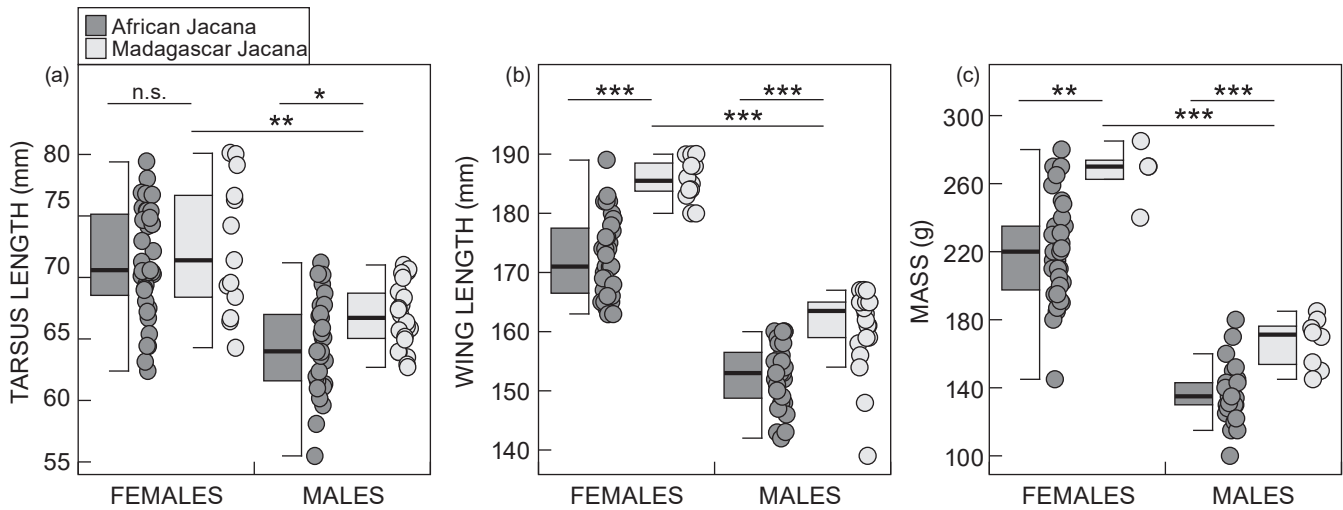 African Jacana
Madagascar Jacana
(a)
n.s.
*
**
TARSUS LENGTH (mm)
80
75
70
65
60
55
FEMALES
MALES
(b)
***
***
***
WING LENGTH (mm)
190
180
170
160
150
140
FEMALES
MALES
(c)
**
***
***
MASS (g)
300
260
220
180
140
100
FEMALES
MALES